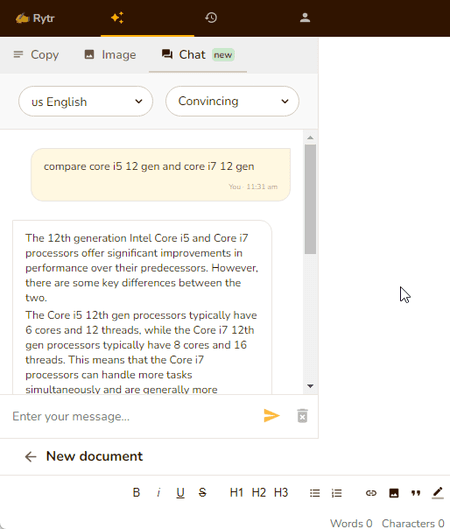 Rytr
Copy Image Chat new
us English Convincing
compare core i5 12 gen and core i7 12 gen
You · 11:31 am
The 12th generation Intel Core i5 and Core i7
processors offer significant improvements in
performance over their predecessors. However,
there are some key differences between the
two.
The Core i5 12th gen processors typically have
6 cores and 12 threads, while the Core i7 12th
gen processors typically have 8 cores and 16
threads. This means that the Core i7
processors can handle more tasks
simultaneously and are generally more
Enter your message...
New document
B i U S H1 H2 H3
Words 0 Characters 0